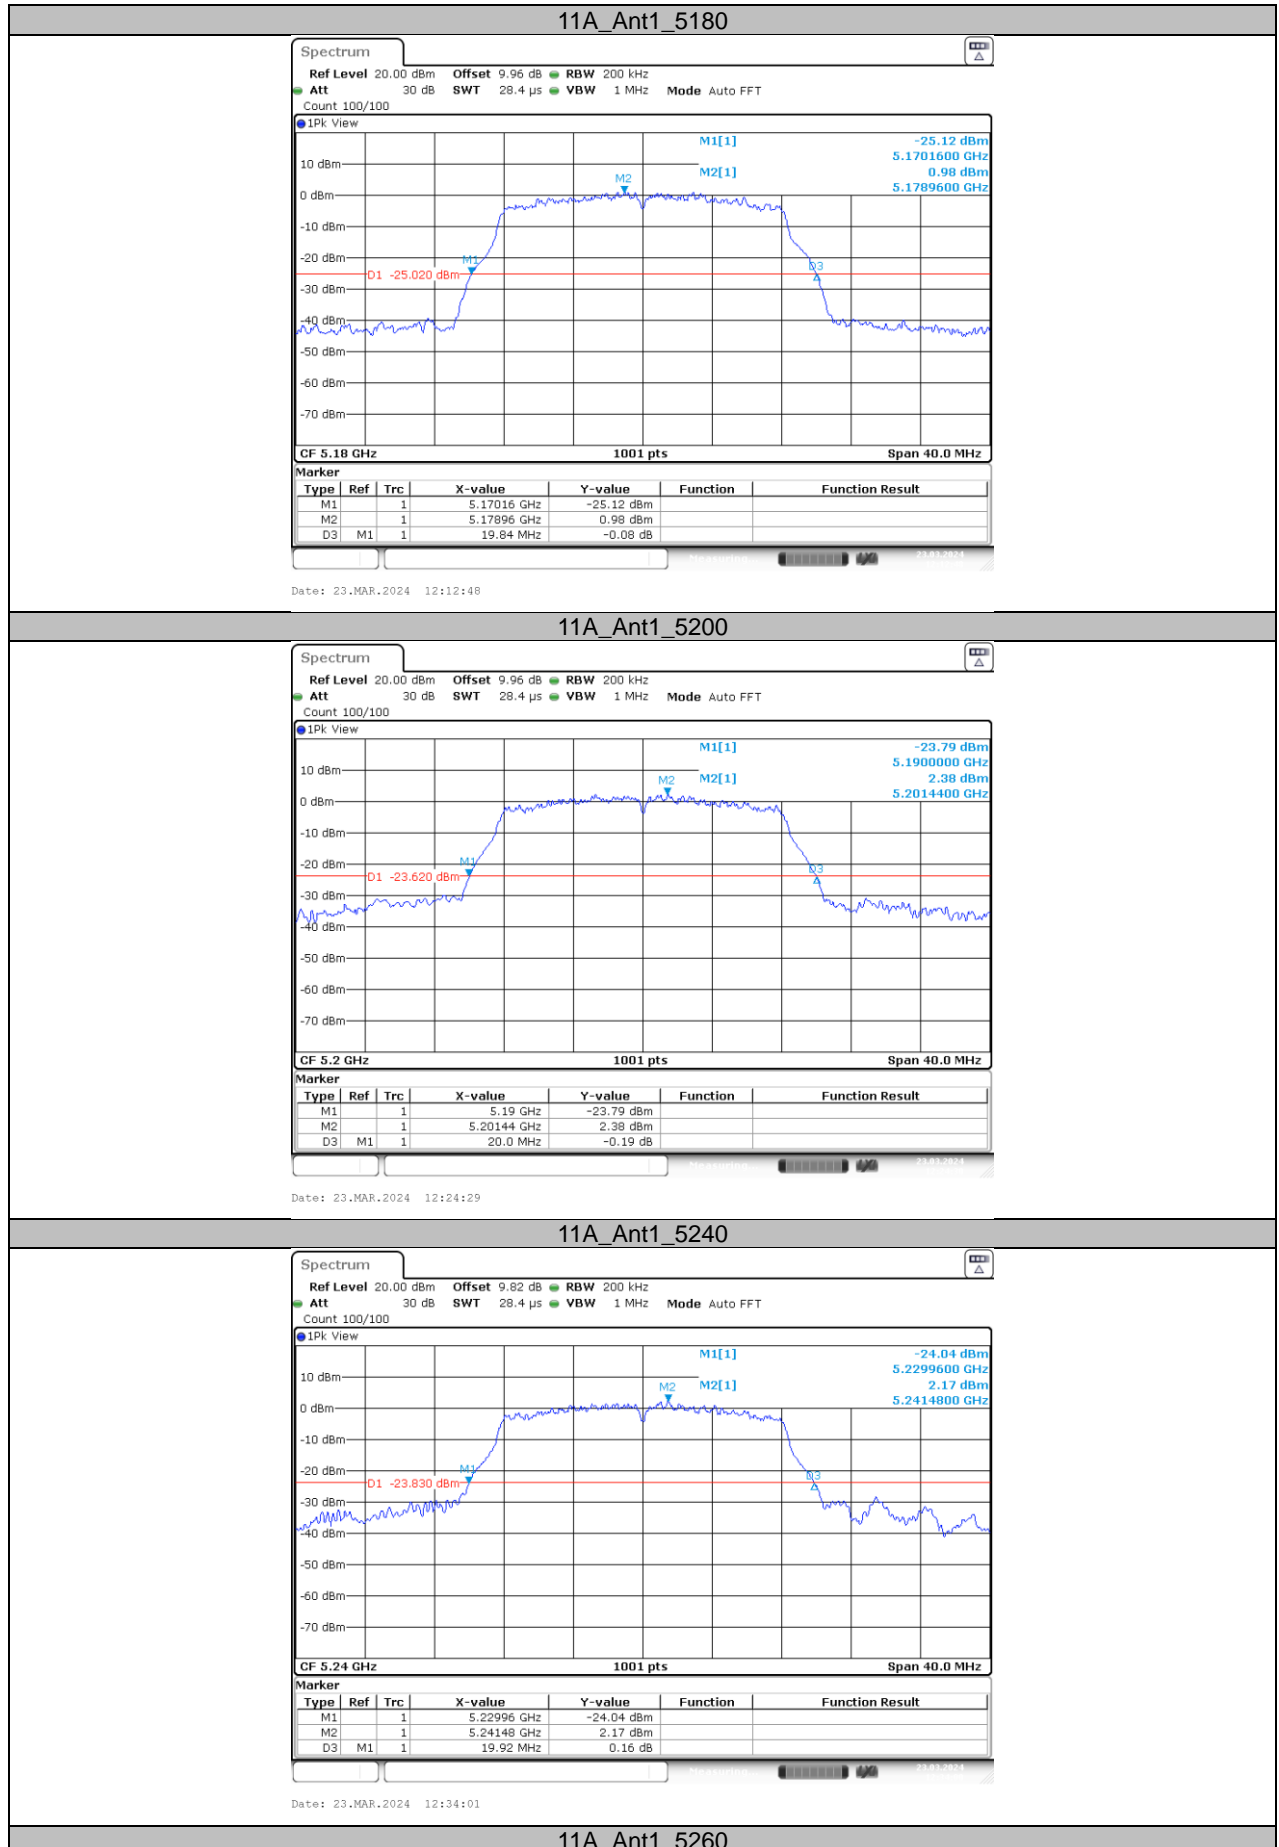 11A_Ant1_5180
Spectrum
Ref Level 20.00 dBm Offset 9.96 dB RBW 200 kHz
Att 30 dB SWT 28.4 µs VBW 1 MHz Mode Auto FFT
Count 100/100
1Pk View
M1[1] -25.12 dBm
5.1701600 GHz
10 dBm
M2[1] 0.98 dBm
M2
5.1789600 GHz
0 dBm
-10 dBm
-20 dBm
M1
D3
D1 -25.020 dBm
-30 dBm
-40 dBm
-50 dBm
-60 dBm
-70 dBm
CF 5.18 GHz 1001 pts Span 40.0 MHz
Marker
Type Ref Trc X-value Y-value Function Function Result
M1 1 5.17016 GHz -25.12 dBm
M2 1 5.17896 GHz 0.98 dBm
D3 M1 1 19.84 MHz -0.08 dB
Measuring... 23.03.2024
Date: 23.MAR.2024 12:12:48
11A_Ant1_5200
Spectrum
Ref Level 20.00 dBm Offset 9.96 dB RBW 200 kHz
Att 30 dB SWT 28.4 µs VBW 1 MHz Mode Auto FFT
Count 100/100
1Pk View
M1[1] -23.79 dBm
5.1900000 GHz
10 dBm
M2 M2[1] 2.38 dBm
5.2014400 GHz
0 dBm
-10 dBm
-20 dBm
M1
D3
D1 -23.620 dBm
-30 dBm
-40 dBm
-50 dBm
-60 dBm
-70 dBm
CF 5.2 GHz 1001 pts Span 40.0 MHz
Marker
Type Ref Trc X-value Y-value Function Function Result
M1 1 5.19 GHz -23.79 dBm
M2 1 5.20144 GHz 2.38 dBm
D3 M1 1 20.0 MHz -0.19 dB
Measuring... 23.03.2024
Date: 23.MAR.2024 12:24:29
11A_Ant1_5240
Spectrum
Ref Level 20.00 dBm Offset 9.82 dB RBW 200 kHz
Att 30 dB SWT 28.4 µs VBW 1 MHz Mode Auto FFT
Count 100/100
1Pk View
M1[1] -24.04 dBm
5.2299600 GHz
10 dBm
M2 M2[1] 2.17 dBm
5.2414800 GHz
0 dBm
-10 dBm
-20 dBm
M1
D3
D1 -23.830 dBm
-30 dBm
-40 dBm
-50 dBm
-60 dBm
-70 dBm
CF 5.24 GHz 1001 pts Span 40.0 MHz
Marker
Type Ref Trc X-value Y-value Function Function Result
M1 1 5.22996 GHz -24.04 dBm
M2 1 5.24148 GHz 2.17 dBm
D3 M1 1 19.92 MHz 0.16 dB
Measuring... 23.03.2024
Date: 23.MAR.2024 12:34:01
11A_Ant1_5260